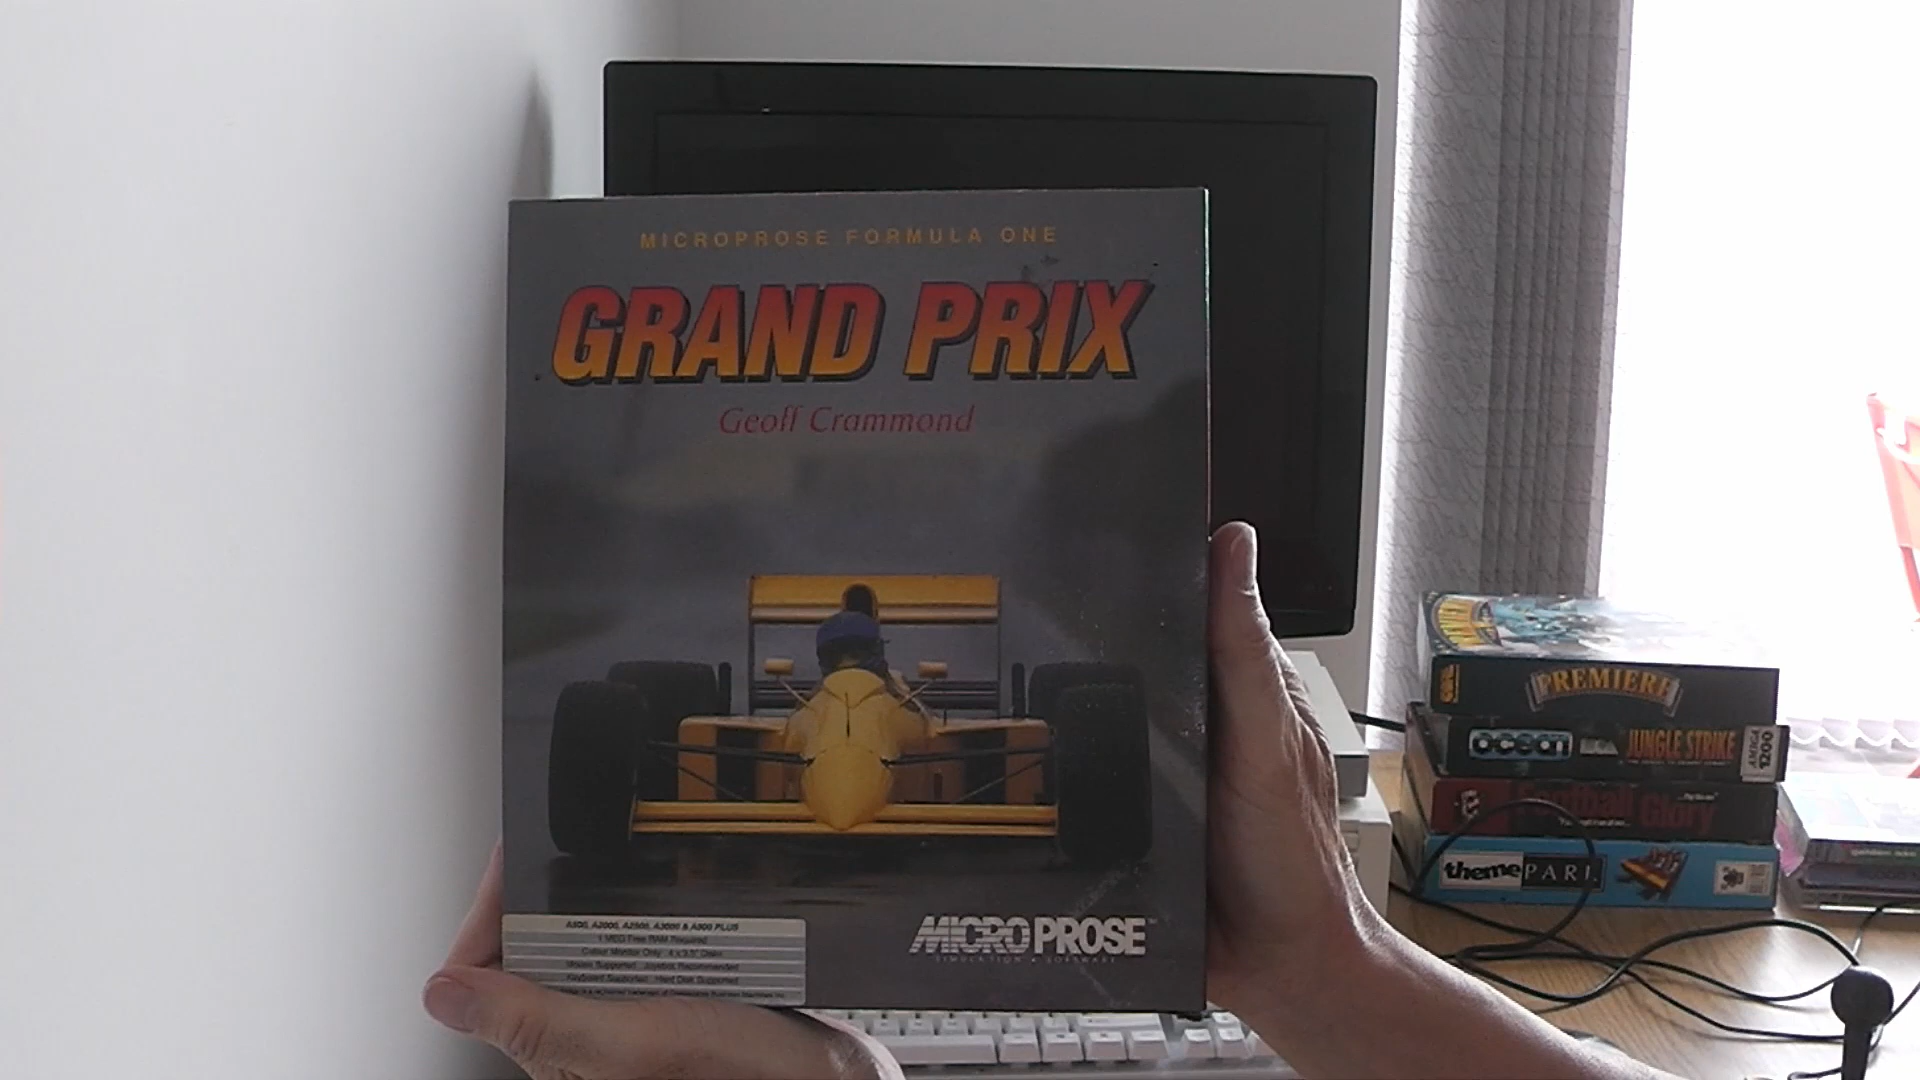 MICROPROSE FORMULA ONE
GRAND PRIX
Geoff Crammond
A500, A2000, A2500, A3000 & A500 PLUS
1 MEG Free RAM Required
Colour Monitor Only 4 x 3.5" Disks
Mouse Supported Joystick Recommended
Keyboard Supported Hard Disk Supported
MICROPROSE
SIMULATION • SOFTWARE
PREMIERE
ocean
JUNGLE STRIKE
Football Glory
themePARK